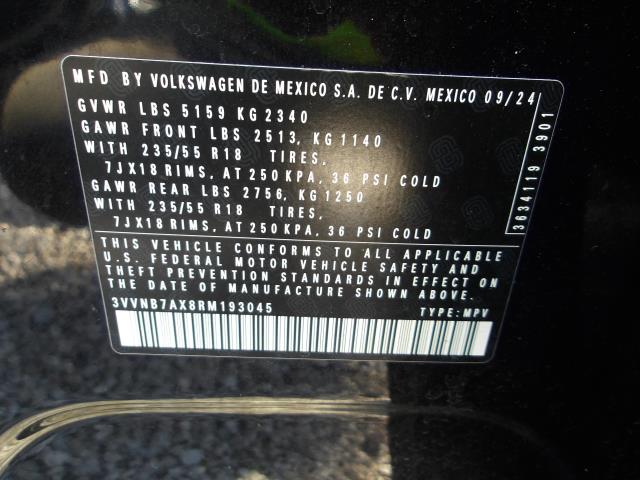 MFD BY VOLKSWAGEN DE MEXICO S.A. DE C.V. MEXICO 09/24
GVWR LBS 5159 KG 2340
GAWR FRONT LBS 2513, KG 1140
WITH 235/55 R18 TIRES,
7JX18 RIMS, AT 250 KPA, 36 PSI COLD
GAWR REAR LBS 2756, KG 1250
WITH 235/55 R18 TIRES,
7JX18 RIMS, AT 250 KPA, 36 PSI COLD
THIS VEHICLE CONFORMS TO ALL APPLICABLE
U.S. FEDERAL MOTOR VEHICLE SAFETY AND
THEFT PREVENTION STANDARDS IN EFFECT ON
THE DATE OF MANUFACTURE SHOWN ABOVE.
3VVNB7AX8RM193045 TYPE: MPV
3634119 3901